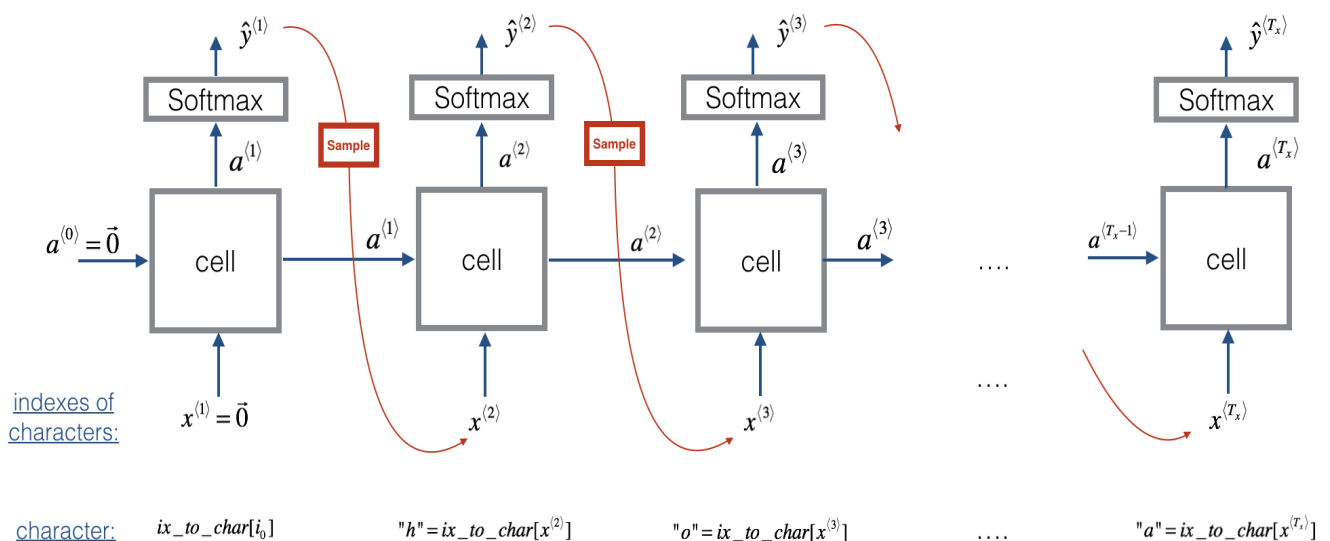 ŷ⟨1⟩ ŷ⟨2⟩ ŷ⟨3⟩ ŷ⟨Tₓ⟩
Softmax Softmax Softmax Softmax
Sample Sample
a⟨1⟩ a⟨2⟩ a⟨3⟩ a⟨Tₓ⟩
a⟨0⟩ = 0⃗ a⟨1⟩ a⟨2⟩ a⟨3⟩ a⟨Tₓ−1⟩
cell cell cell .... cell
....
indexes of
characters:
x⟨1⟩ = 0⃗ x⟨2⟩ x⟨3⟩ x⟨Tₓ⟩
character: ix_to_char[i₀] "h" = ix_to_char[x⟨2⟩] "o" = ix_to_char[x⟨3⟩] .... "a" = ix_to_char[x⟨Tₓ⟩]